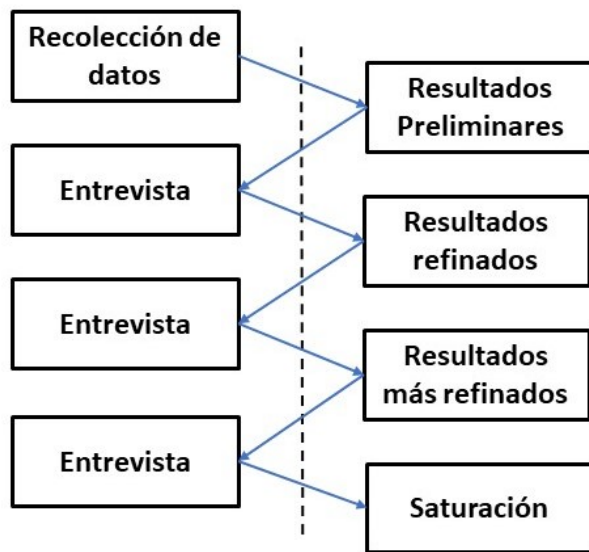 Recolección de
datos
Resultados
Preliminares
Entrevista
Resultados
refinados
Entrevista
Resultados
más refinados
Entrevista
Saturación